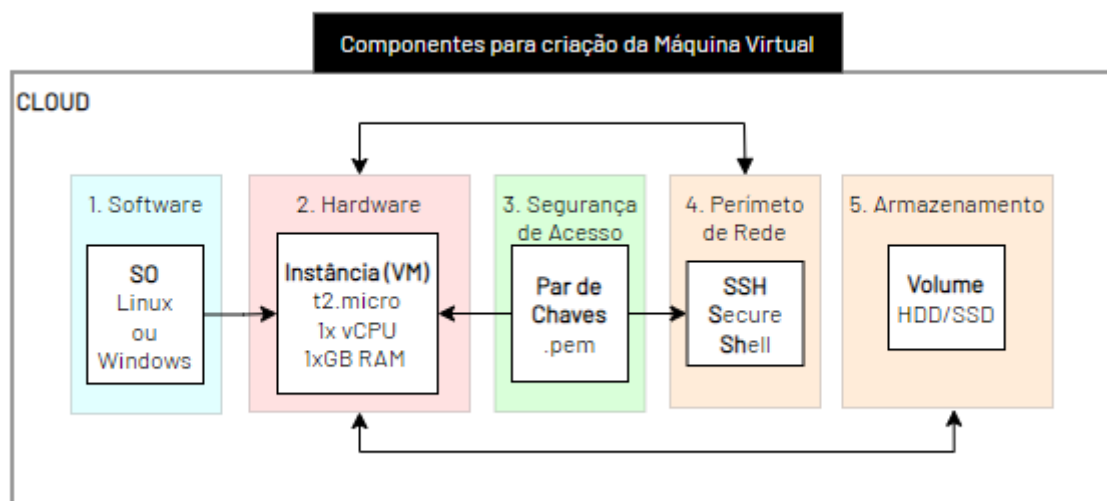 Componentes para criação da Máquina Virtual
CLOUD
1. Software
SO
Linux
ou
Windows
2. Hardware
Instância (VM)
t2.micro
1x vCPU
1xGB RAM
3. Segurança
de Acesso
Par de
Chaves
.pem
4. Perímeto
de Rede
SSH
Secure
Shell
5. Armazenamento
Volume
HDD/SSD